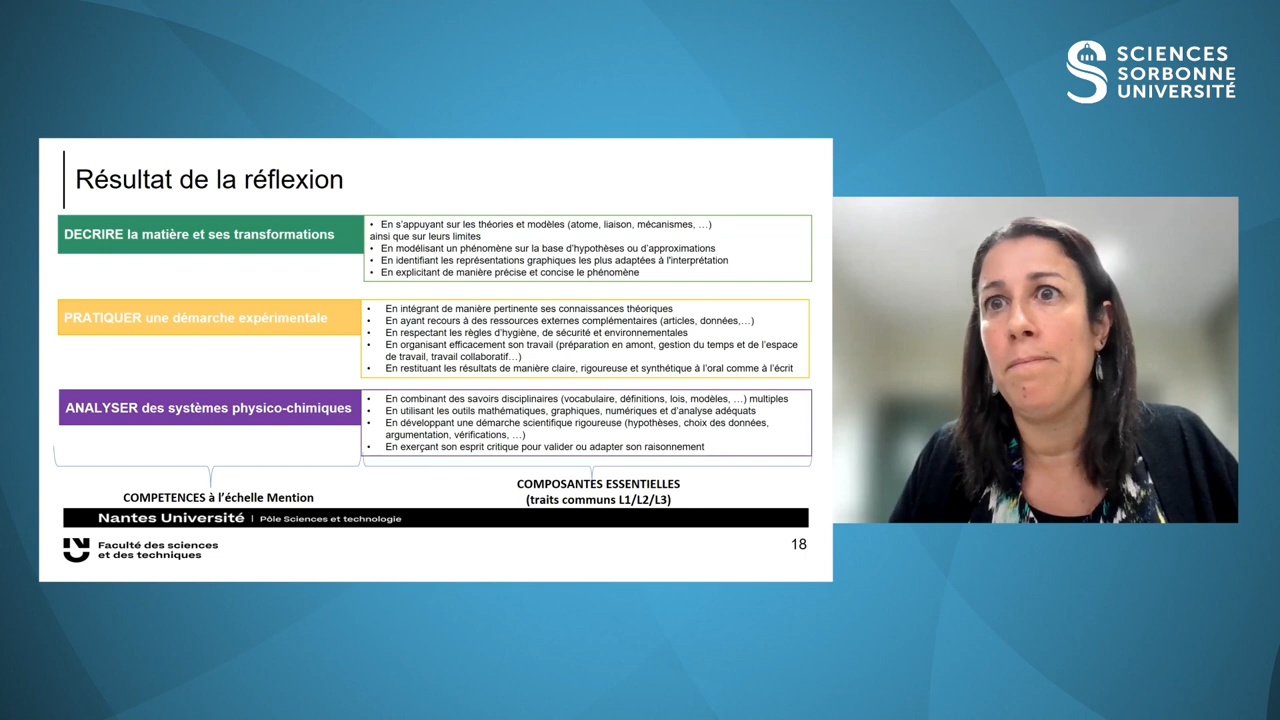 SCIENCES
SORBONNE
UNIVERSITÉ
Résultat de la réflexion
DECRIRE la matière et ses transformations
• En s'appuyant sur les théories et modèles (atome, liaison, mécanismes, …)
ainsi que sur leurs limites
• En modélisant un phénomène sur la base d'hypothèses ou d'approximations
• En identifiant les représentations graphiques les plus adaptées à l'interprétation
• En explicitant de manière précise et concise le phénomène
PRATIQUER une démarche expérimentale
• En intégrant de manière pertinente ses connaissances théoriques
• En ayant recours à des ressources externes complémentaires (articles, données,…)
• En respectant les règles d'hygiène, de sécurité et environnementales
• En organisant efficacement son travail (préparation en amont, gestion du temps et de l'espace
de travail, travail collaboratif…)
• En restituant les résultats de manière claire, rigoureuse et synthétique à l'oral comme à l'écrit
ANALYSER des systèmes physico-chimiques
• En combinant des savoirs disciplinaires (vocabulaire, définitions, lois, modèles, …) multiples
• En utilisant les outils mathématiques, graphiques, numériques et d'analyse adéquats
• En développant une démarche scientifique rigoureuse (hypothèses, choix des données,
argumentation, vérifications, …)
• En exerçant son esprit critique pour valider ou adapter son raisonnement
COMPETENCES à l'échelle Mention
COMPOSANTES ESSENTIELLES
(traits communs L1/L2/L3)
Nantes Université | Pôle Sciences et technologie
Faculté des sciences
et des techniques
18